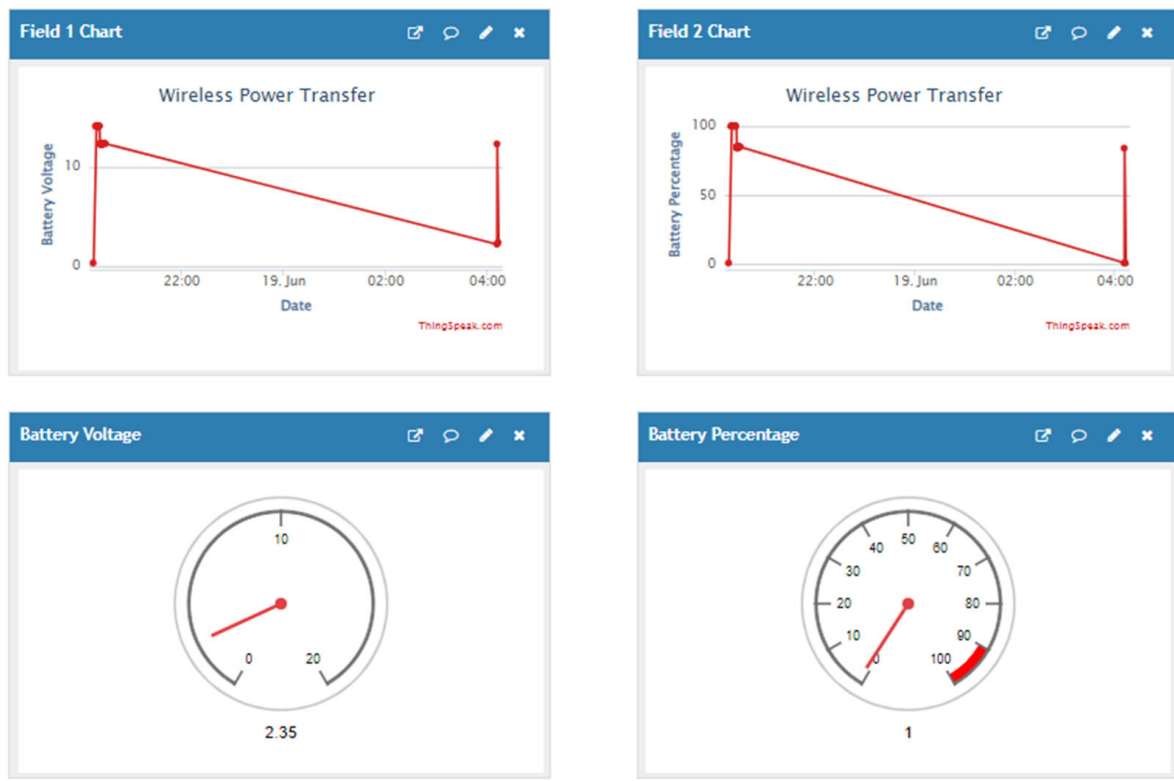 Field 1 Chart
Wireless Power Transfer
Battery Voltage
10
0
22:00
19. Jun
02:00
04:00
Date
ThingSpeak.com
Field 2 Chart
Wireless Power Transfer
Battery Percentage
100
50
0
22:00
19. Jun
02:00
04:00
Date
ThingSpeak.com
Battery Voltage
10
0
20
2.35
Battery Percentage
0
10
20
30
40
50
60
70
80
90
100
1